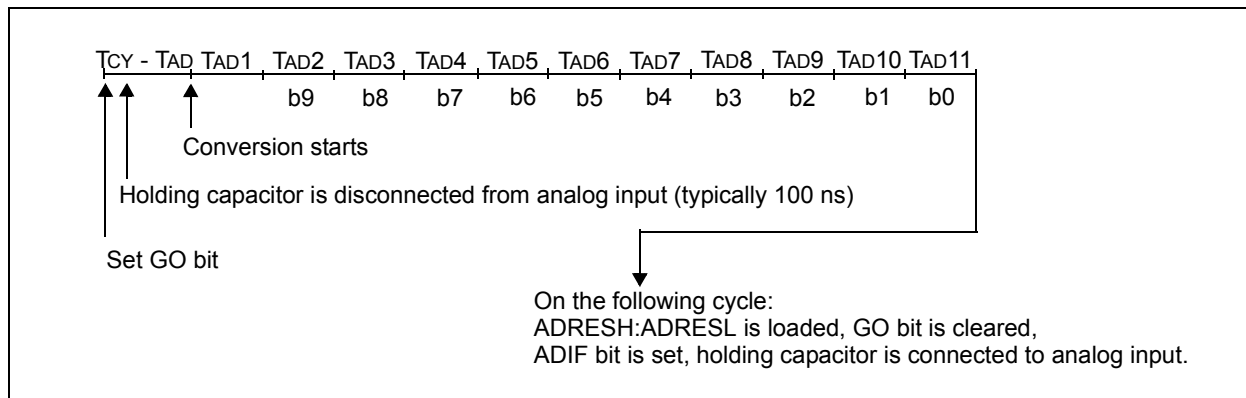 TCY - TAD TAD1 TAD2 TAD3 TAD4 TAD5 TAD6 TAD7 TAD8 TAD9 TAD10 TAD11
b9 b8 b7 b6 b5 b4 b3 b2 b1 b0
Conversion starts
Holding capacitor is disconnected from analog input (typically 100 ns)
Set GO bit
On the following cycle:
ADRESH:ADRESL is loaded, GO bit is cleared,
ADIF bit is set, holding capacitor is connected to analog input.